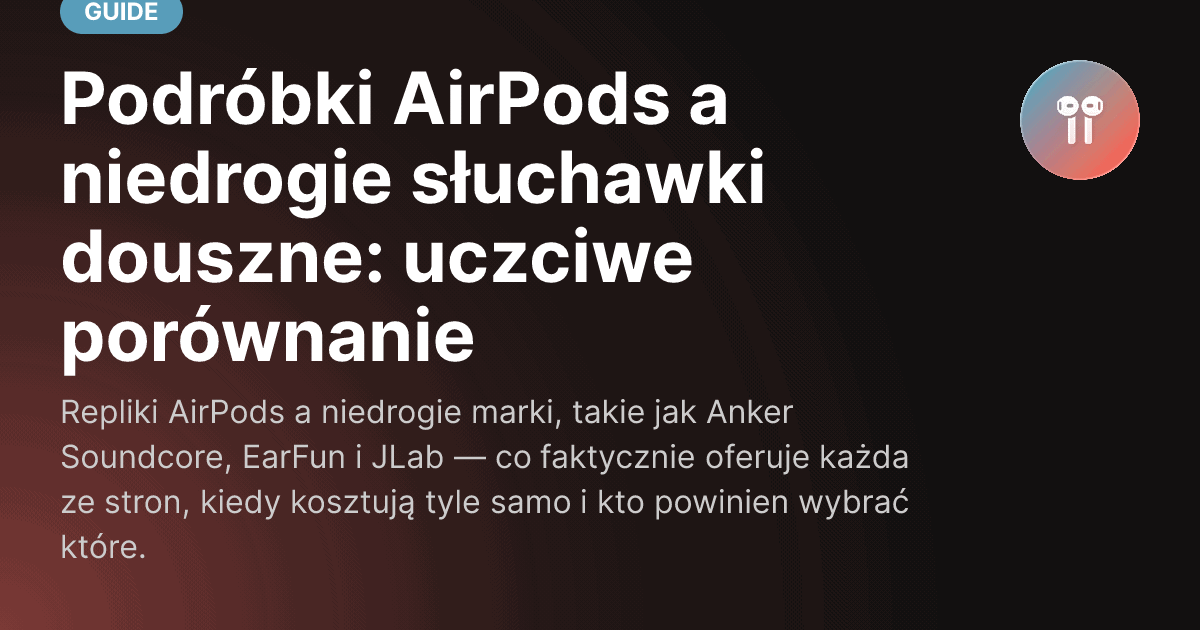 GUIDE
Podróbki AirPods a
niedrogie słuchawki
douszne: uczciwe
porównanie
Repliki AirPods a niedrogie marki, takie jak Anker
Soundcore, EarFun i JLab — co faktycznie oferuje każda
ze stron, kiedy kosztują tyle samo i kto powinien wybrać
które.